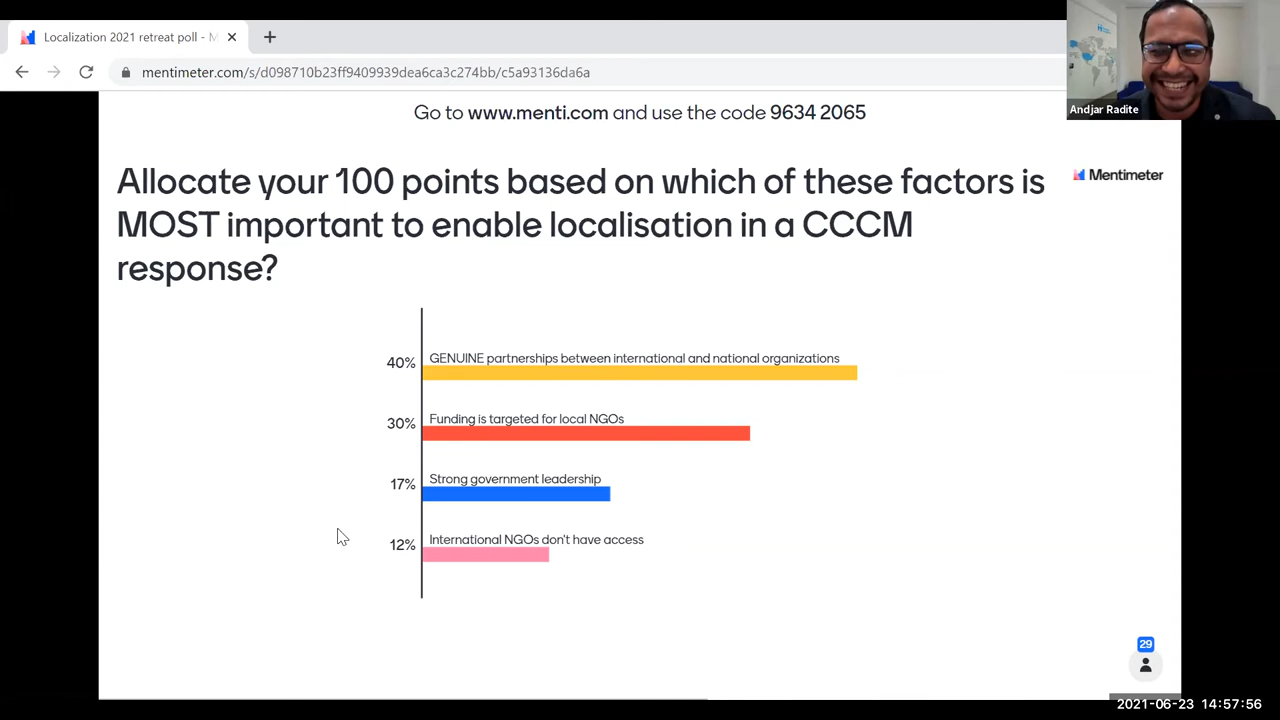 Localization 2021 retreat poll - M
mentimeter.com/s/d098710b23ff9409939dea6ca3c274bb/c5a93136da6a
Andjar Radite
Go to www.menti.com and use the code 9634 2065
Allocate your 100 points based on which of these factors is
MOST important to enable localisation in a CCCM
response?
Mentimeter
40% GENUINE partnerships between international and national organizations
30% Funding is targeted for local NGOs
17% Strong government leadership
12% International NGOs don't have access
29
2021-06-23 14:57:56